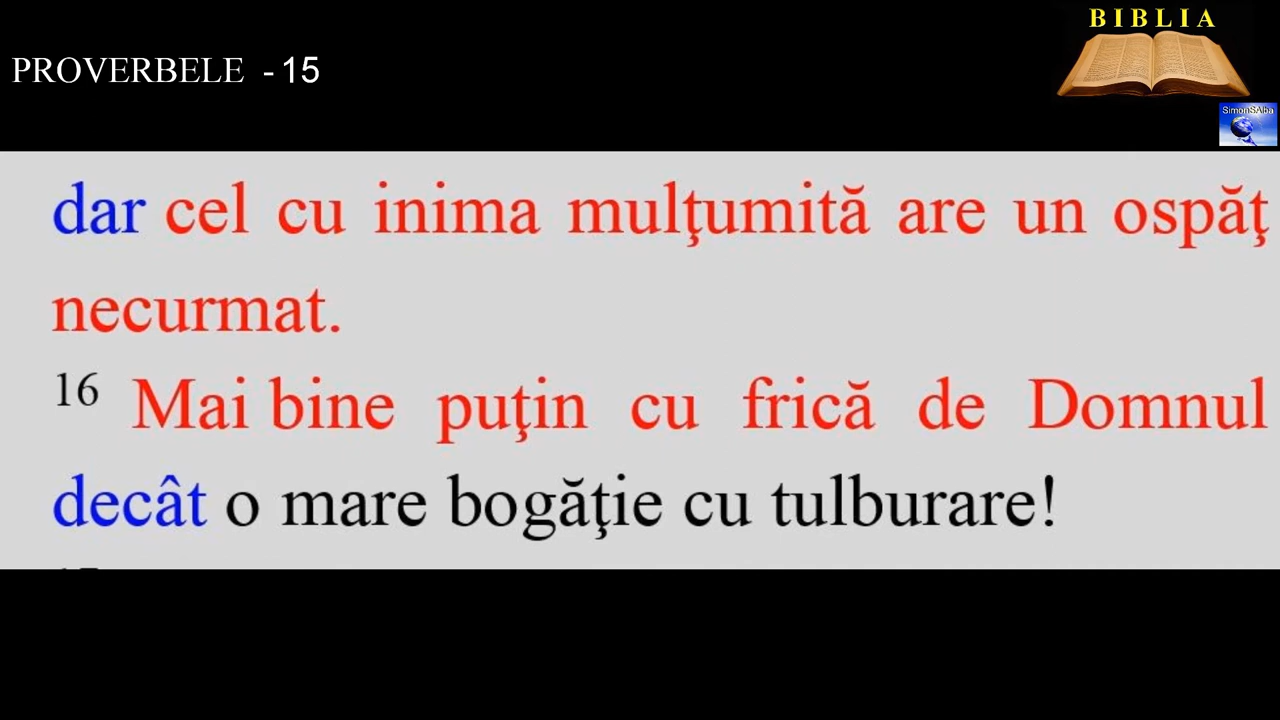 BIBLIA
PROVERBELE - 15
SimonSAlba
dar cel cu inima mulţumită are un ospăţ
necurmat.
16 Mai bine puţin cu frică de Domnul
decât o mare bogăţie cu tulburare!